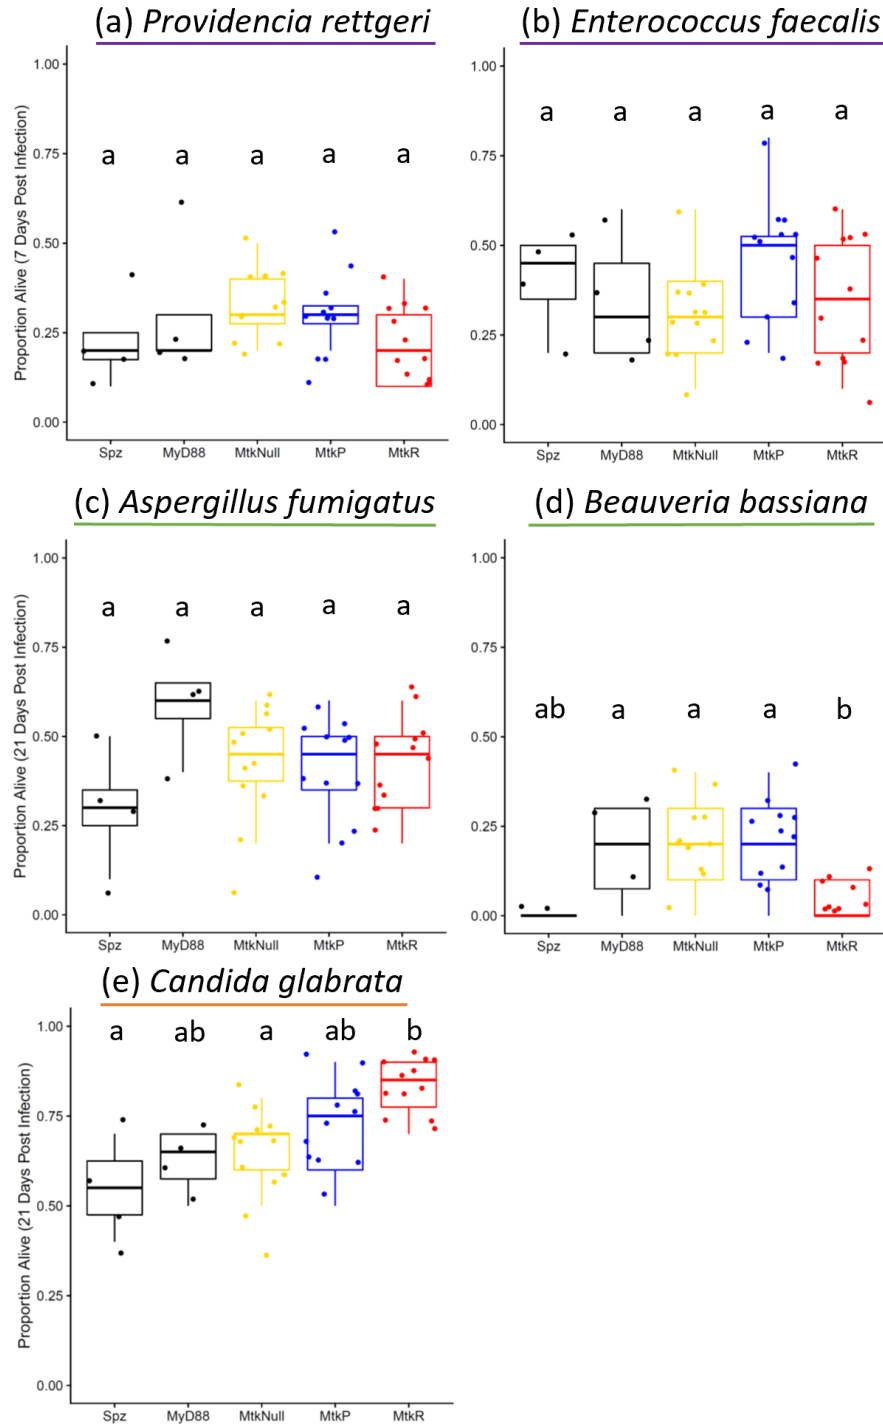 (a) Providencia rettgeri
(b) Enterococcus faecalis
Proportion Alive (7 Days Post Infection)
1.00
0.75
0.50
0.25
0.00
a a a a a
Spz MyD88 MtkNull MtkP MtkR
1.00
0.75
0.50
0.25
0.00
a a a a a
Spz MyD88 MtkNull MtkP MtkR
(c) Aspergillus fumigatus
(d) Beauveria bassiana
Proportion Alive (21 Days Post Infection)
1.00
0.75
0.50
0.25
0.00
a a a a a
Spz MyD88 MtkNull MtkP MtkR
1.00
0.75
0.50
0.25
0.00
ab a a a b
Spz MyD88 MtkNull MtkP MtkR
(e) Candida glabrata
Proportion Alive (21 Days Post Infection)
1.00
0.75
0.50
0.25
0.00
a ab a ab b
Spz MyD88 MtkNull MtkP MtkR